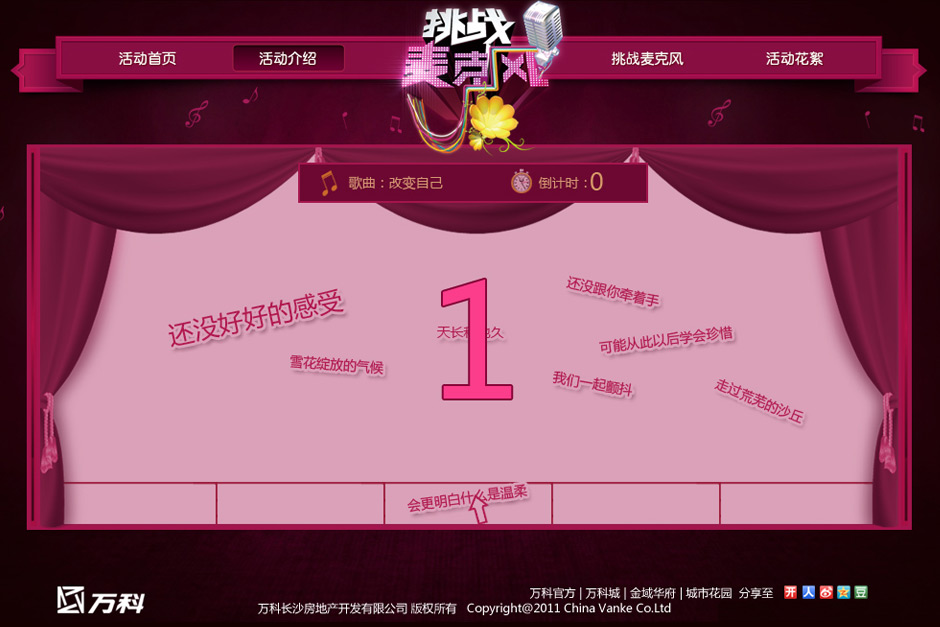 挑战
麦克风
活动首页
活动介绍
挑战麦克风
活动花絮
歌曲：改变自己
倒计时：0
还没好好的感受
雪花绽放的气候
1
还没跟你牵着手
可能从此以后学会珍惜
我们一起颤抖
走过荒芜的沙丘
会更明白什么是温柔
万科
万科官方 | 万科城 | 金域华府 | 城市花园 分享至
开 人 豆
万科长沙房地产开发有限公司 版权所有 Copyright@2011 China Vanke Co.Ltd